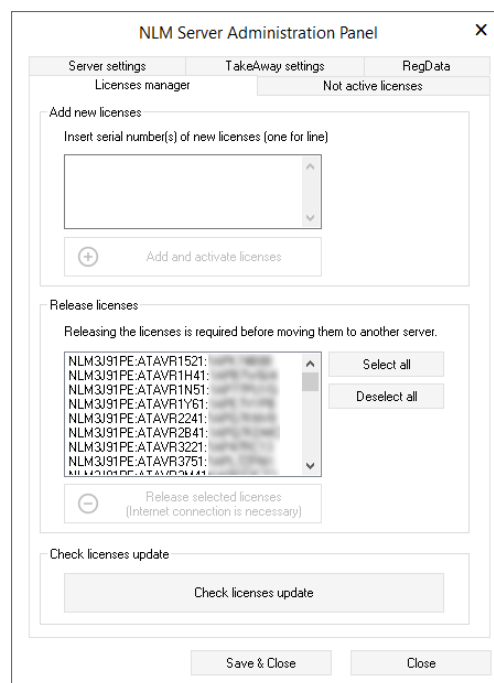 NLM Server Administration Panel
Server settings
TakeAway settings
RegData
Licenses manager
Not active licenses
Add new licenses
Insert serial number(s) of new licenses (one for line)
Add and activate licenses
Release licenses
Releasing the licenses is required before moving them to another server.
NLM3J91PE:ATAVR1521:
NLM3J91PE:ATAVR1H41:
NLM3J91PE:ATAVR1N51:
NLM3J91PE:ATAVR1Y61:
NLM3J91PE:ATAVR2241:
NLM3J91PE:ATAVR2B41:
NLM3J91PE:ATAVR3221:
NLM3J91PE:ATAVR3751:
Select all
Deselect all
Release selected licenses
(Internet connection is necessary)
Check licenses update
Check licenses update
Save & Close
Close